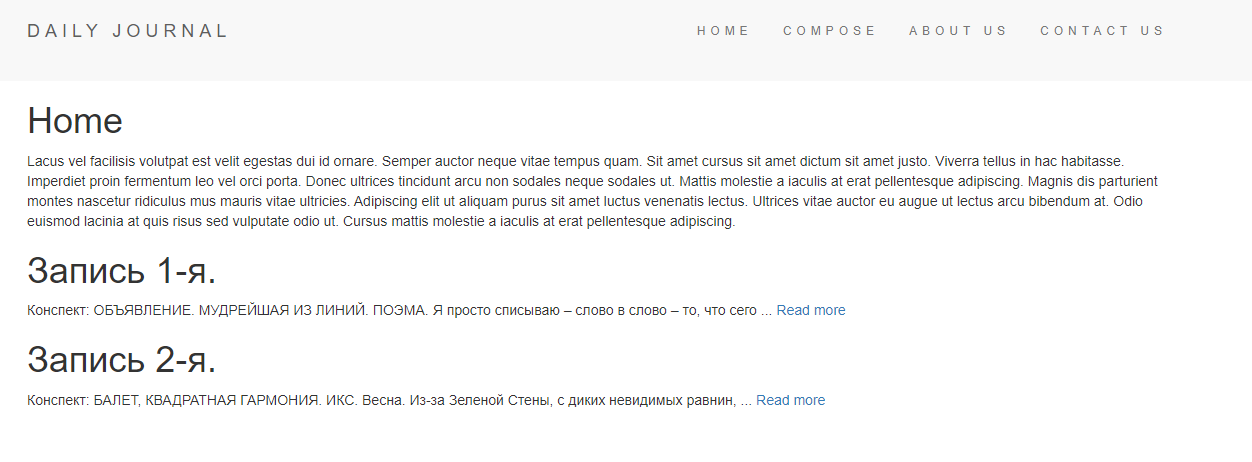 DAILY JOURNAL HOME COMPOSE ABOUT US CONTACT US
Home
Lacus vel facilisis volutpat est velit egestas dui id ornare. Semper auctor neque vitae tempus quam. Sit amet cursus sit amet dictum sit amet justo. Viverra tellus in hac habitasse.
Imperdiet proin fermentum leo vel orci porta. Donec ultrices tincidunt arcu non sodales neque sodales ut. Mattis molestie a iaculis at erat pellentesque adipiscing. Magnis dis parturient
montes nascetur ridiculus mus mauris vitae ultricies. Adipiscing elit ut aliquam purus sit amet luctus venenatis lectus. Ultrices vitae auctor eu augue ut lectus arcu bibendum at. Odio
euismod lacinia at quis risus sed vulputate odio ut. Cursus mattis molestie a iaculis at erat pellentesque adipiscing.
Запись 1-я.
Конспект: ОБЪЯВЛЕНИЕ. МУДРЕЙШАЯ ИЗ ЛИНИЙ. ПОЭМА. Я просто списываю – слово в слово – то, что сего ... Read more
Запись 2-я.
Конспект: БАЛЕТ, КВАДРАТНАЯ ГАРМОНИЯ. ИКС. Весна. Из-за Зеленой Стены, с диких невидимых равнин, ... Read more